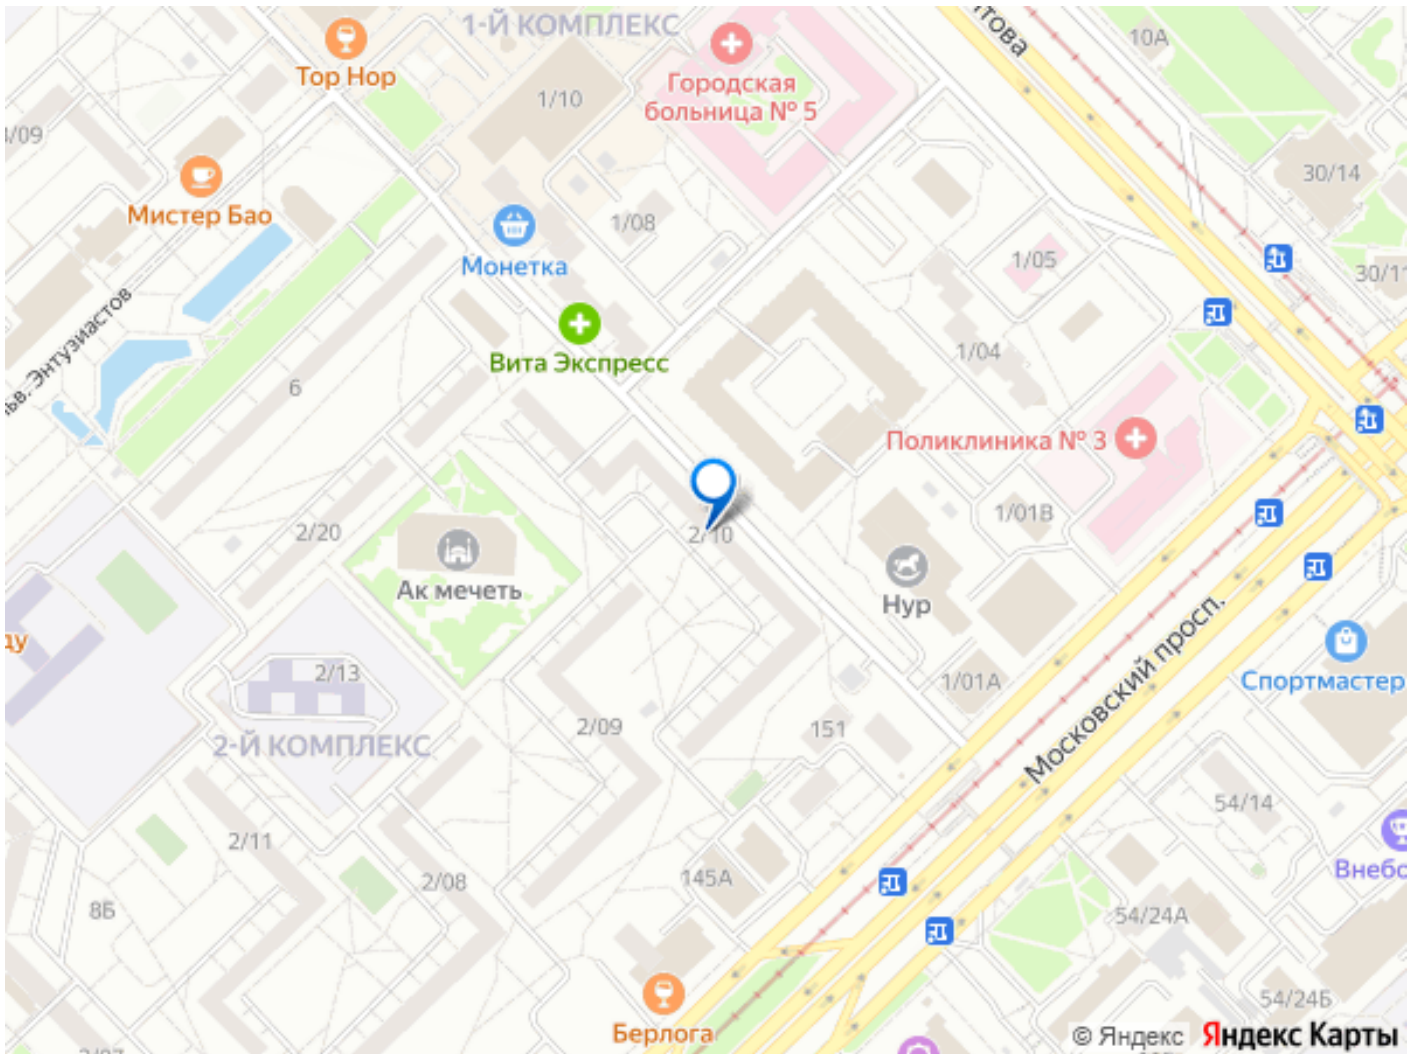 1-Й КОМПЛЕКС
това
10А
Тор Нор
Городская
больница № 5
1/10
30/14
Мистер Бао
1/08
Монетка
1/05
30/11
Энтузиастов
Вита Экспресс
1/04
6
Поликлиника № 3
1/01В
2/20
2/10
Ак мечеть
Нур
Московский просп.
2/13
1/01А
Спортмастер
2-Й КОМПЛЕКС
2/09
151
54/14
2/11
Внебо
2/08
145А
8Б
54/24А
54/24Б
Берлога
© Яндекс Яндекс Карты